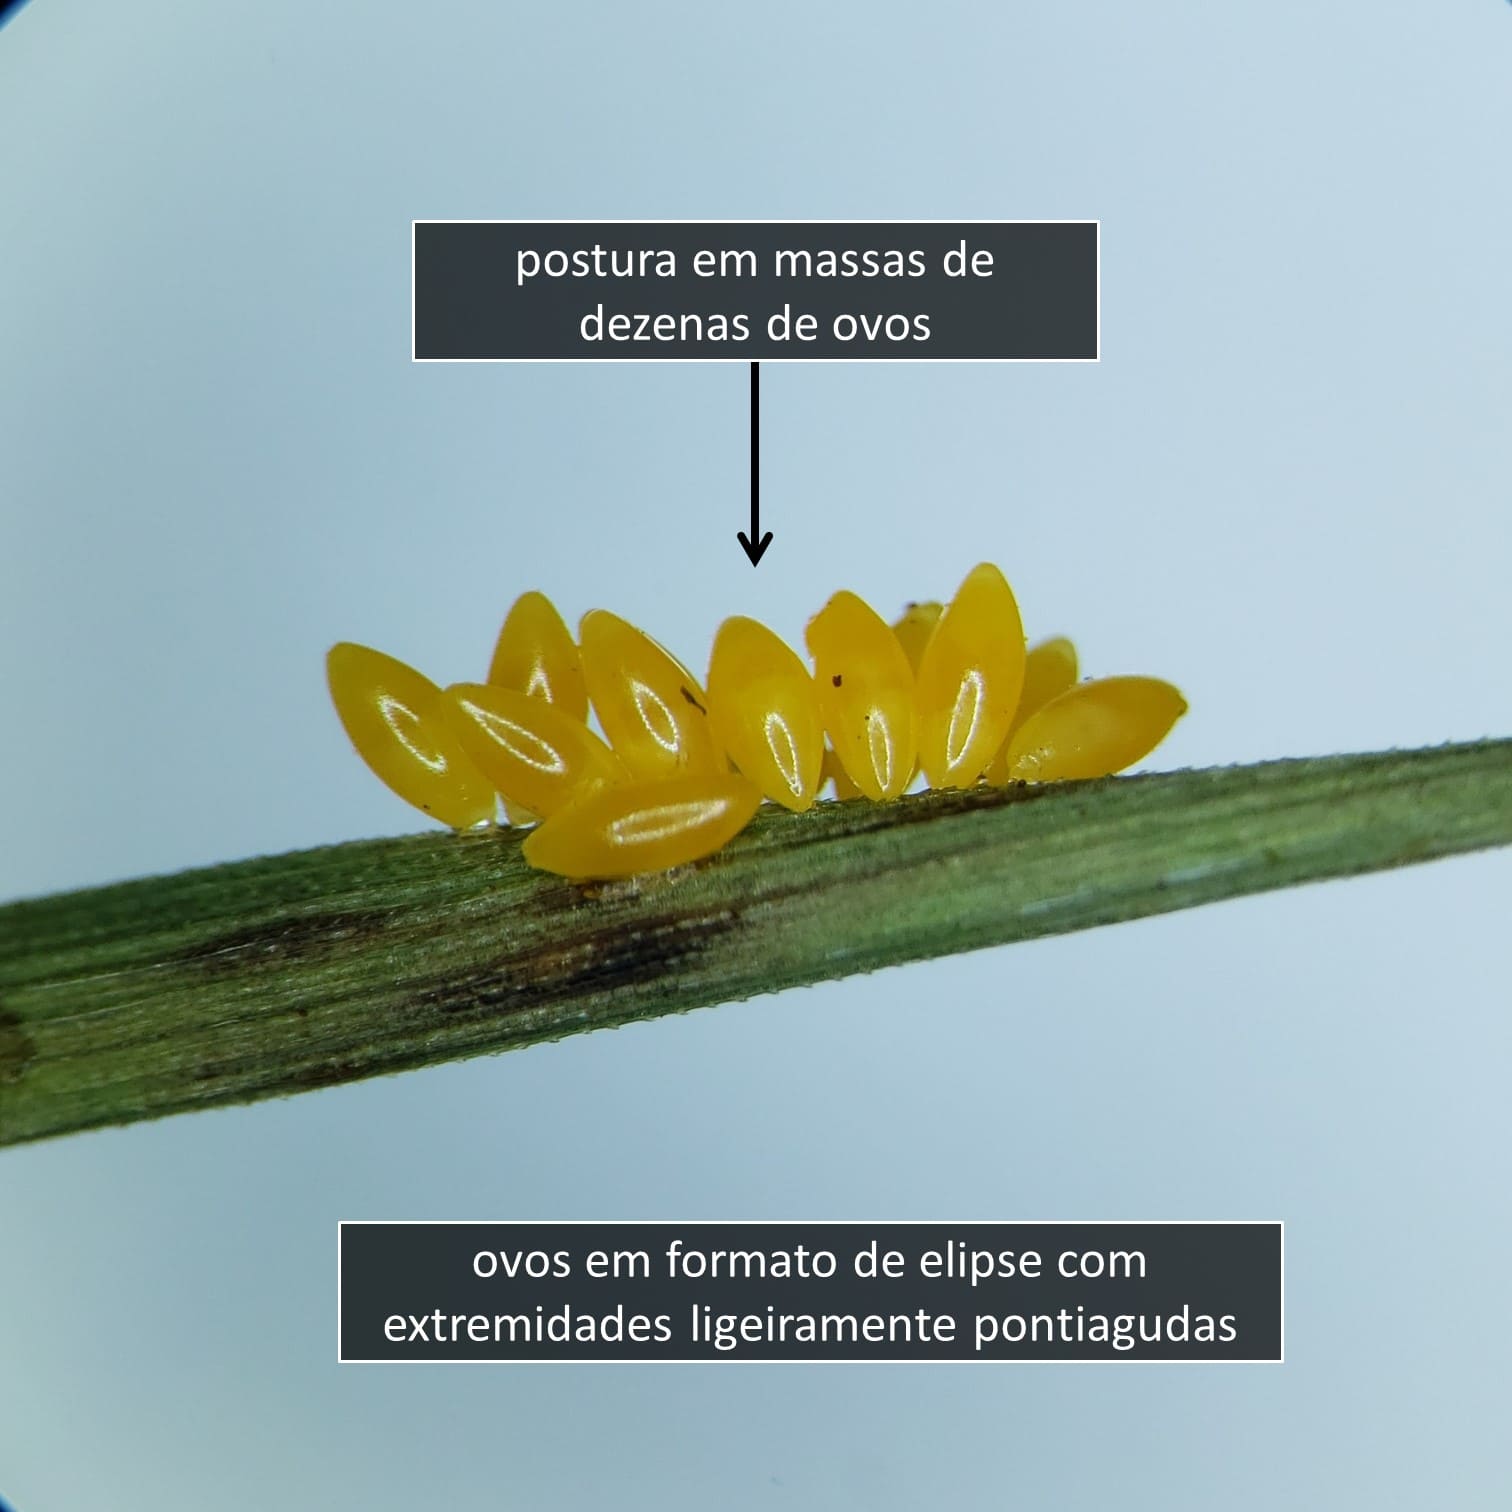 postura em massas de
dezenas de ovos
ovos em formato de elipse com
extremidades ligeiramente pontiagudas